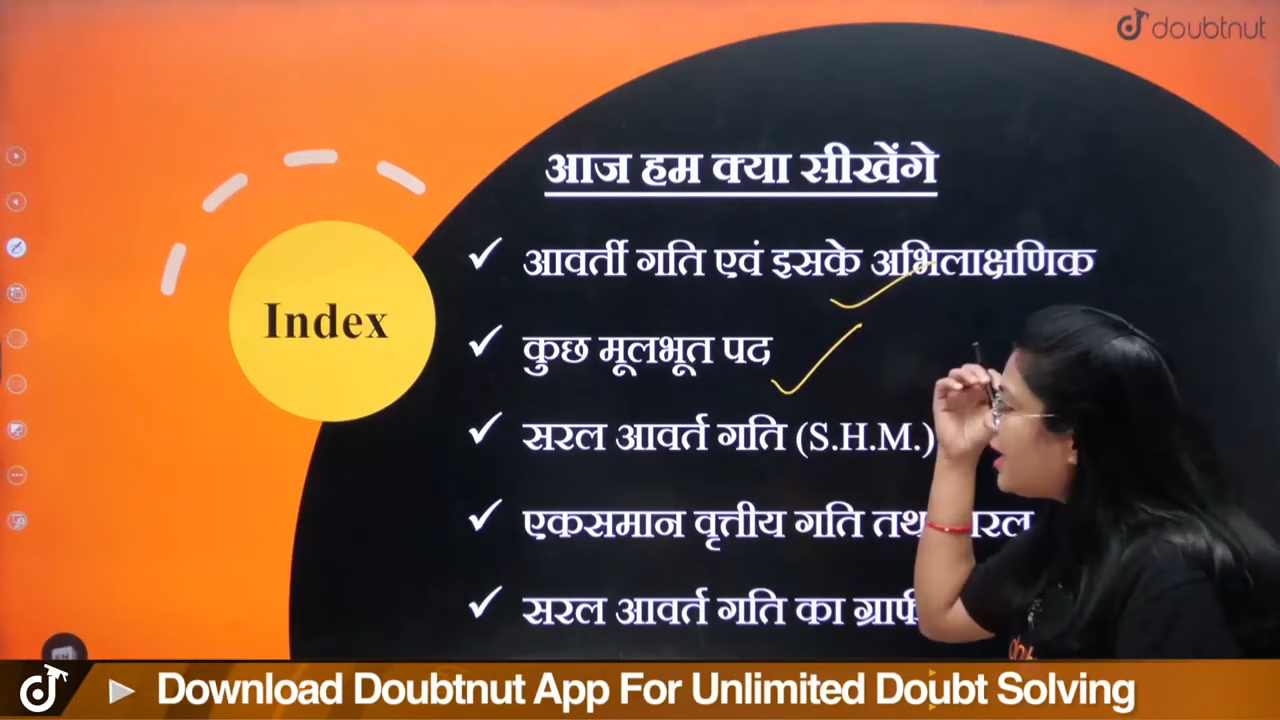 doubtnut
आज हम क्या सीखेंगे
आवर्ती गति एवं इसके अभिलाक्षणिक
Index
कुछ मूलभूत पद
सरल आवर्त गति (S.H.M.)
एकसमान वृत्तीय गति
सरल आवर्त गति का
Download Doubtnut App For Unlimited Doubt Solving